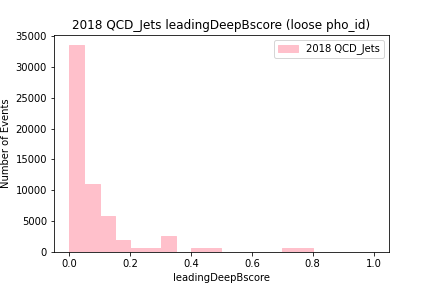 2018 QCD_Jets leadingDeepBscore (loose pho_id)
2018 QCD_Jets
Number of Events
35000
30000
25000
20000
15000
10000
5000
0
0.0 0.2 0.4 0.6 0.8 1.0
leadingDeepBscore